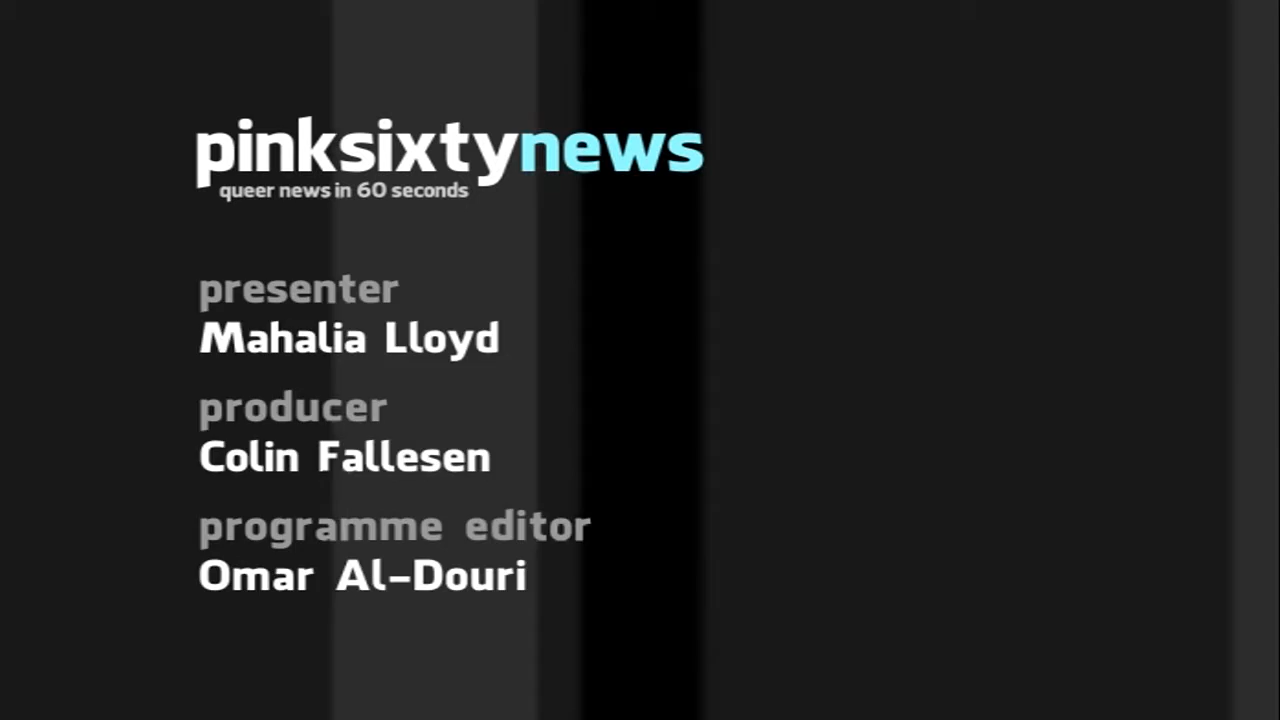 pinksixtynews
queer news in 60 seconds
presenter
Mahalia Lloyd
producer
Colin Fallesen
programme editor
Omar Al-Douri